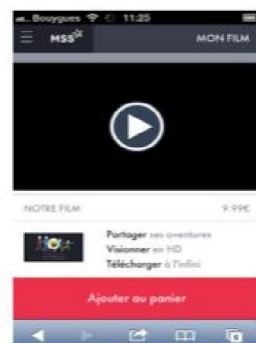 Bouygues 11:25
MSS MON FILM
NOTRE FILM 9.99€
Partager ses aventures
Visionner en HD
Télécharger à l'infini
Ajouter au panier